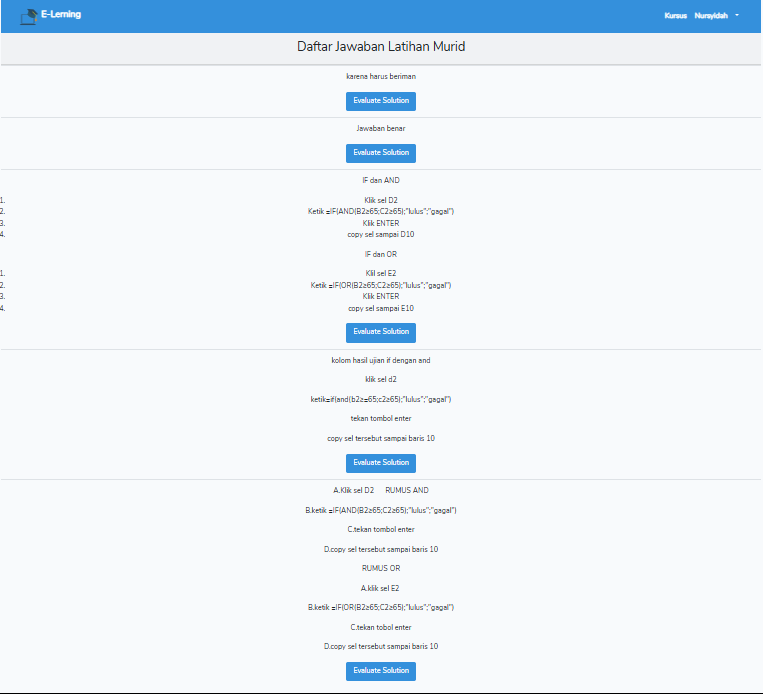 E-Lerning
Kursus Nursyidah
Daftar Jawaban Latihan Murid
karena harus beriman
Evaluate Solution
Jawaban benar
Evaluate Solution
IF dan AND
1. Klik sel D2
2. Ketik =IF(AND(B2≥65;C2≥65);"lulus";"gagal")
3. Klik ENTER
4. copy sel sampai D10
IF dan OR
1. Klil sel E2
2. Ketik =IF(OR(B2≥65;C2≥65);"lulus";"gagal")
3. Klik ENTER
4. copy sel sampai E10
Evaluate Solution
kolom hasil ujian if dengan and
klik sel d2
ketik=if(and(b2≥=65;c2≥65);"lulus";"gagal")
tekan tombol enter
copy sel tersebut sampai baris 10
Evaluate Solution
A.Klik sel D2 RUMUS AND
B.ketik =IF(AND(B2≥65;C2≥65);"lulus";"gagal")
C.tekan tombol enter
D.copy sel tersebut sampai baris 10
RUMUS OR
A.klik sel E2
B.ketik =IF(OR(B2≥65;C2≥65);"lulus";"gagal")
C.tekan tobol enter
D.copy sel tersebut sampai baris 10
Evaluate Solution